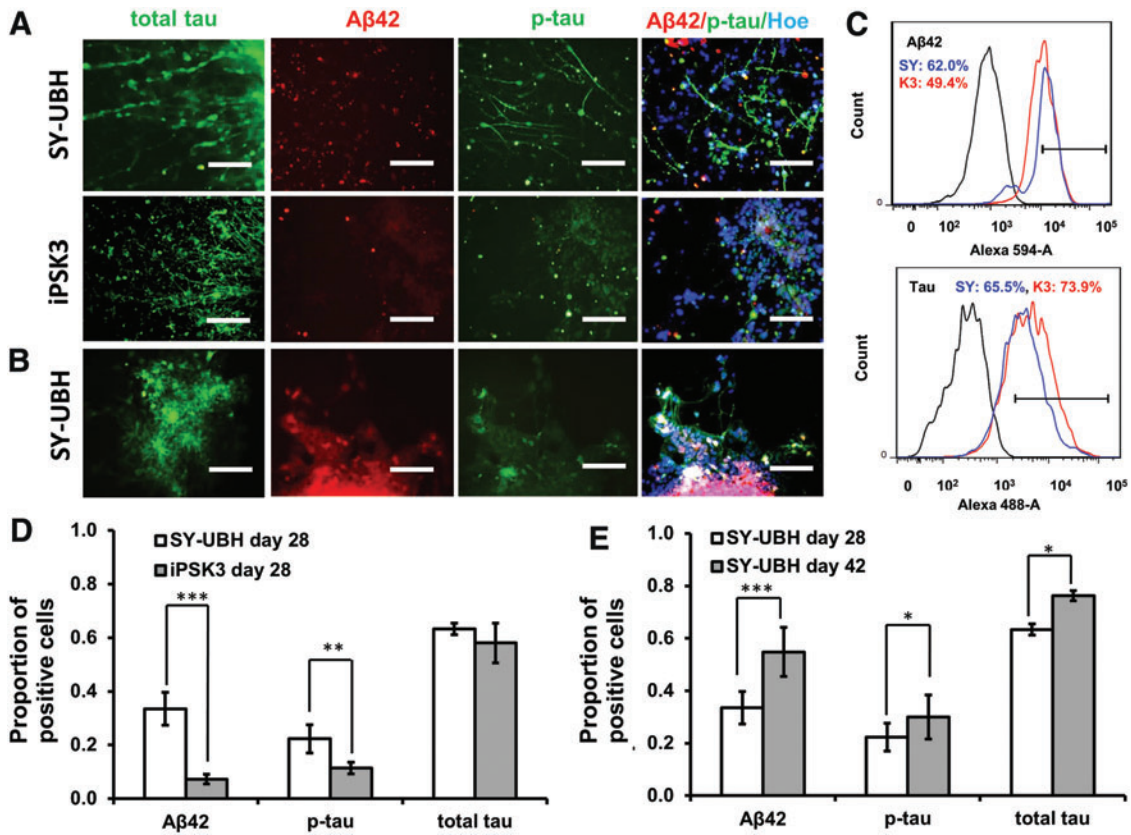 A
total tau
Aβ42
p-tau
Aβ42/p-tau/Hoe
SY-UBH
iPSK3
B
SY-UBH
C
Aβ42
SY: 62.0%
K3: 49.4%
Count
0
0 10² 10³ 10⁴ 10⁵
Alexa 594-A
Tau
SY: 65.5%, K3: 73.9%
Count
0
0 10² 10³ 10⁴ 10⁵
Alexa 488-A
D
Proportion of
positive cells
1.0
0.8
0.6
0.4
0.2
0.0
SY-UBH day 28
iPSK3 day 28
***
**
Aβ42 p-tau total tau
E
Proportion of
positive cells
1.0
0.8
0.6
0.4
0.2
0.0
SY-UBH day 28
SY-UBH day 42
***
*
*
Aβ42 p-tau total tau